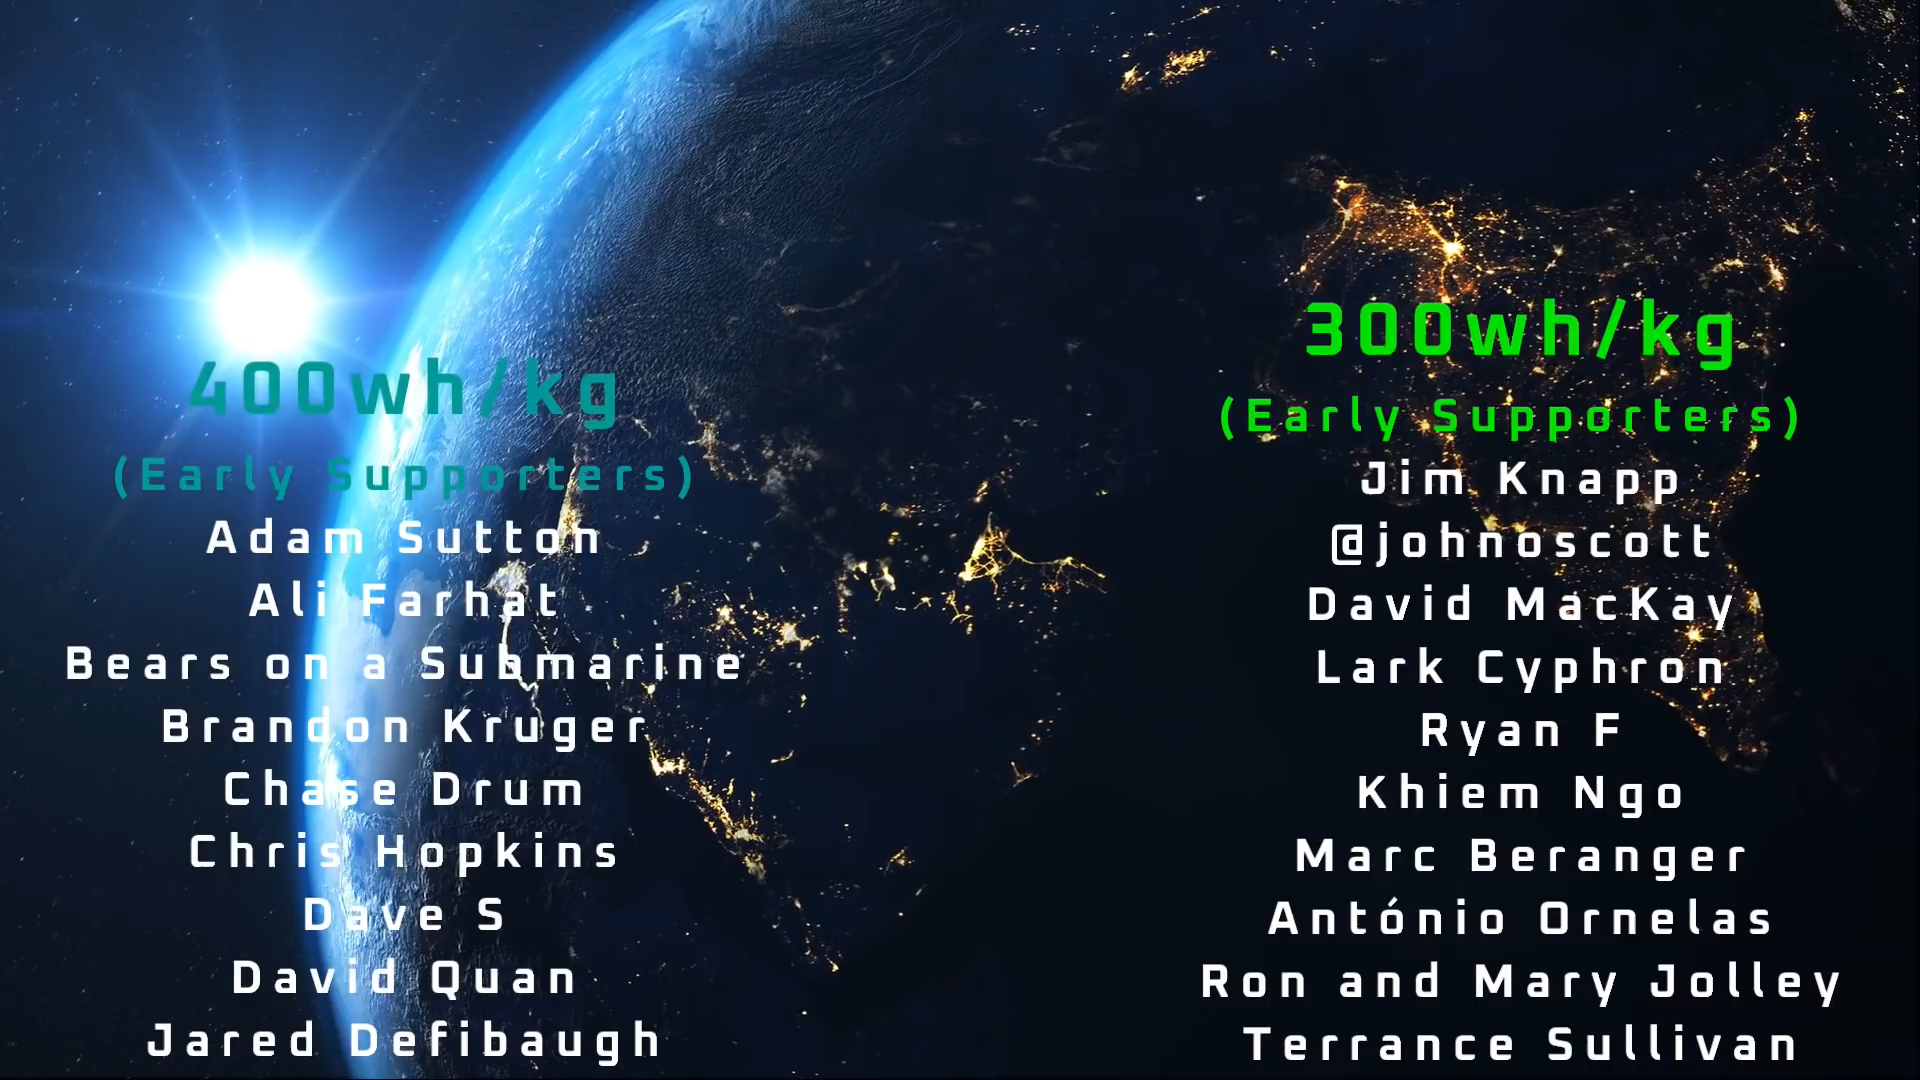 400wh/kg
(Early Supporters)
Adam Sutton
Ali Farhat
Bears on a Submarine
Brandon Kruger
Chase Drum
Chris Hopkins
Dave S
David Quan
Jared Defibaugh
300wh/kg
(Early Supporters)
Jim Knapp
@johnoscott
David MacKay
Lark Cyphron
Ryan F
Khiem Ngo
Marc Beranger
António Ornelas
Ron and Mary Jolley
Terrance Sullivan